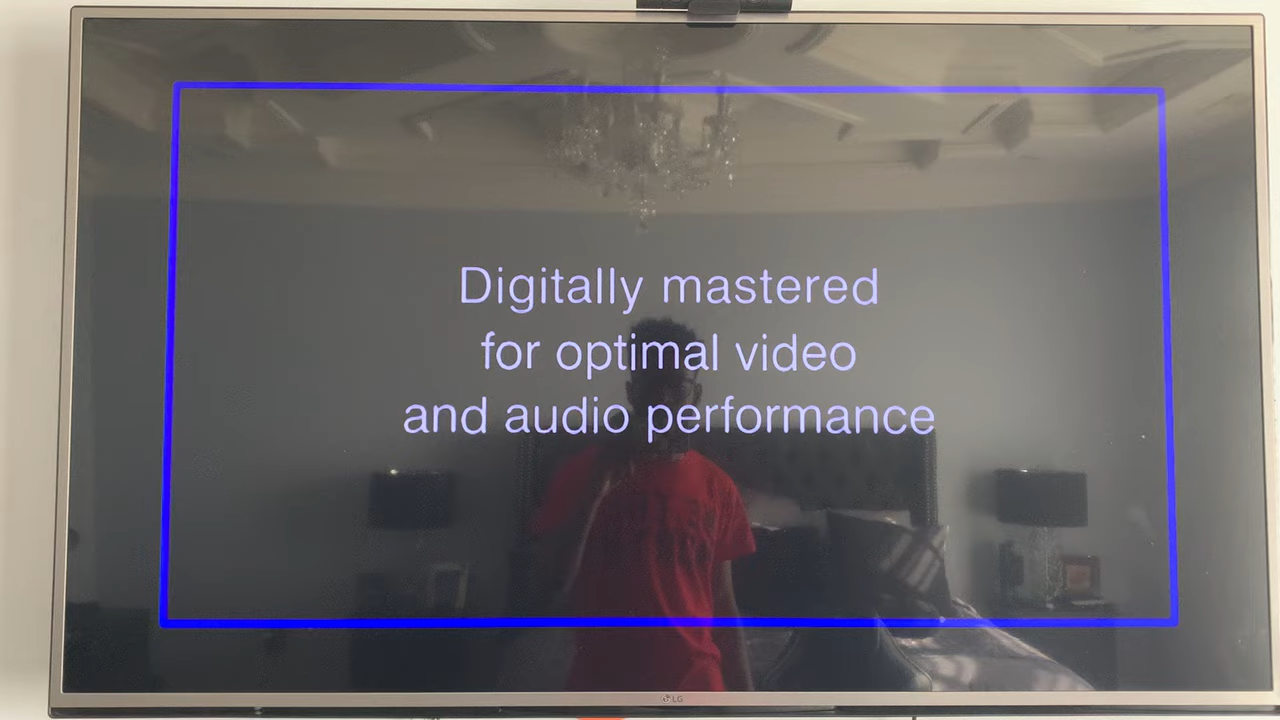 Digitally mastered
for optimal video
and audio performance
LG